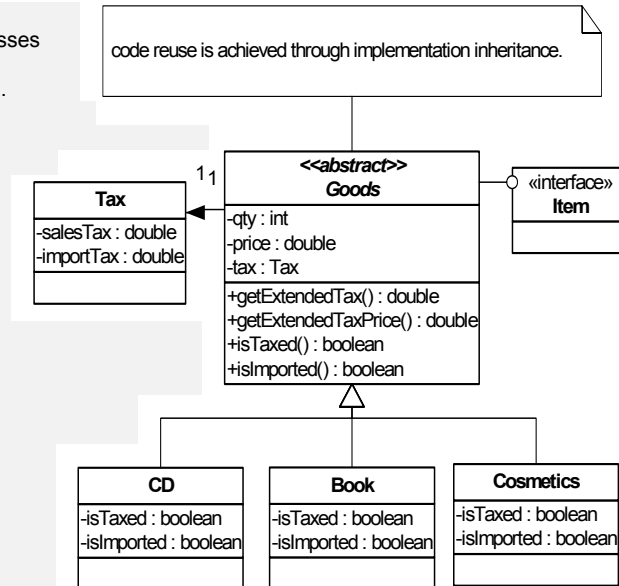 sses
.
code reuse is achieved through implementation inheritance.
<<abstract>>
Goods
-qty : int
-price : double
-tax : Tax
+getExtendedTax() : double
+getExtendedTaxPrice() : double
+isTaxed() : boolean
+isImported() : boolean
1
1
Tax
-salesTax : double
-importTax : double
«interface»
Item
CD
-isTaxed : boolean
-isImported : boolean
Book
-isTaxed : boolean
-isImported : boolean
Cosmetics
-isTaxed : boolean
-isImported : boolean